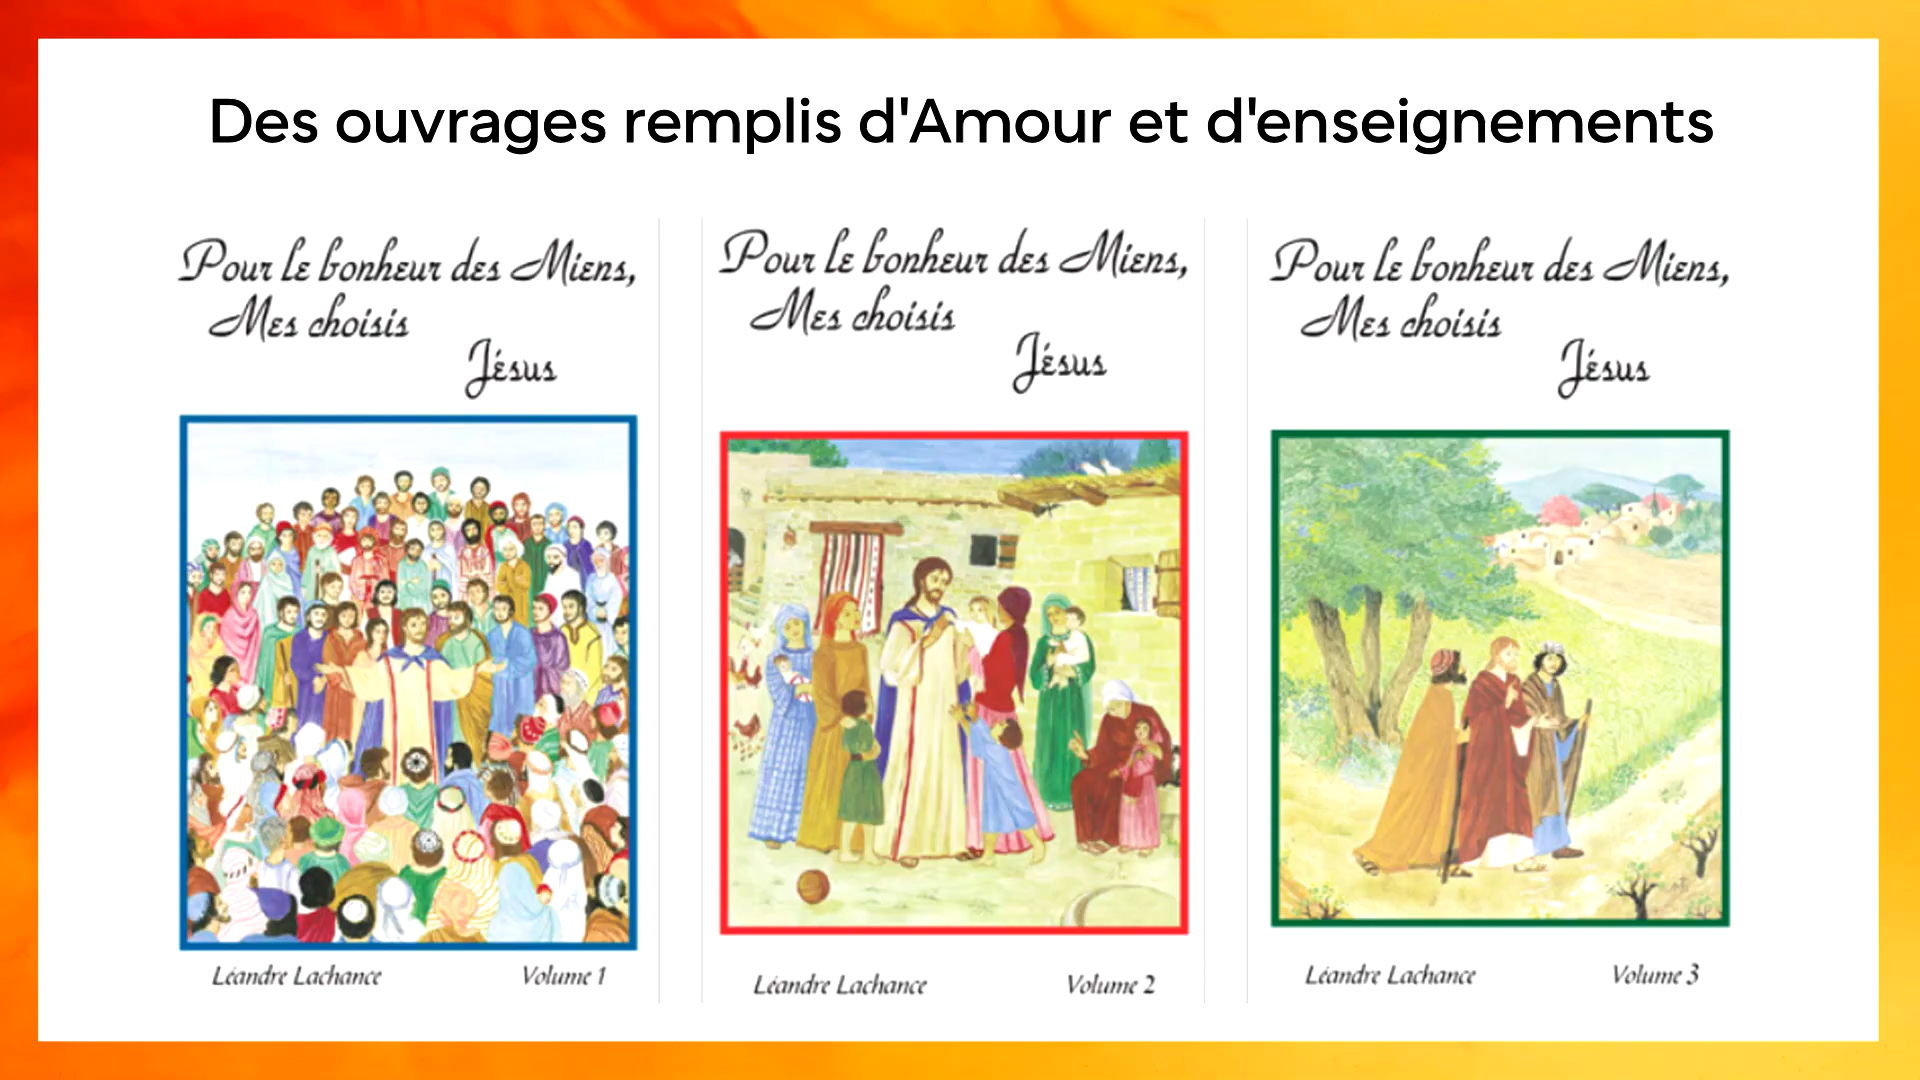 Des ouvrages remplis d'Amour et d'enseignements
Pour le bonheur des Miens,
Mes choisis
Jésus
Léandre Lachance Volume 1
Pour le bonheur des Miens,
Mes choisis
Jésus
Léandre Lachance Volume 2
Pour le bonheur des Miens,
Mes choisis
Jésus
Léandre Lachance Volume 3